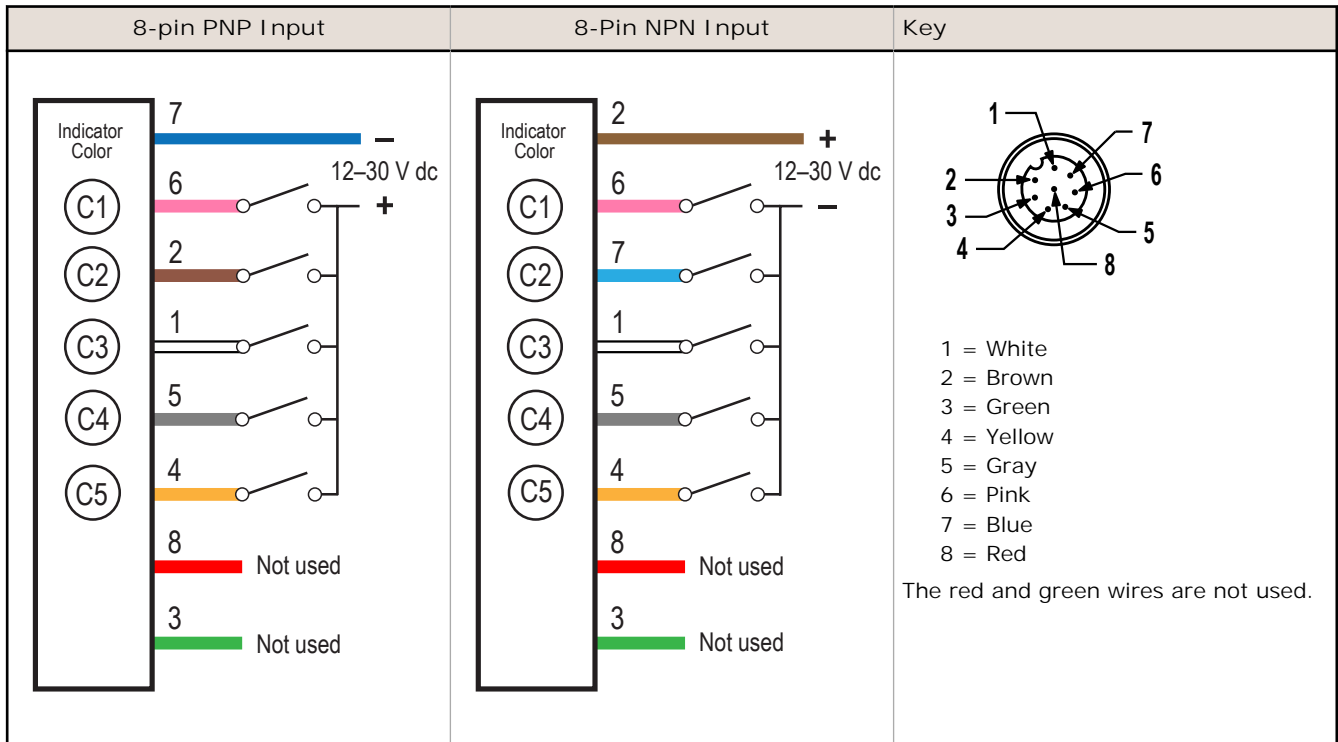 8-pin PNP Input
Indicator
Color
7
–
12–30 V dc
6
+
C1
2
C2
1
C3
5
C4
4
C5
8
Not used
3
Not used
8-Pin NPN Input
Indicator
Color
2
+
12–30 V dc
6
–
C1
7
C2
1
C3
5
C4
4
C5
8
Not used
3
Not used
Key
1
7
2
6
3
5
4
8
1 = White
2 = Brown
3 = Green
4 = Yellow
5 = Gray
6 = Pink
7 = Blue
8 = Red
The red and green wires are not used.